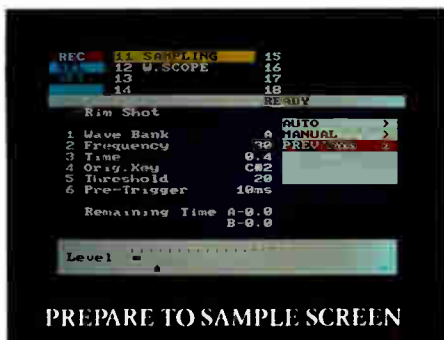 REC 11 SAMPLING 15
12 W.SCOPE 16
13 17
14 18
READY
Rim Shot
AUTO >
MANUAL >
PREV
1 Wave Bank A
2 Frequency 30
3 Time 0.4
4 Orig.Key C#2
5 Threshold 20
6 Pre-Trigger 10ms
Remaining Time A-0.0
B-0.0
Level =
PREPARE TO SAMPLE SCREEN